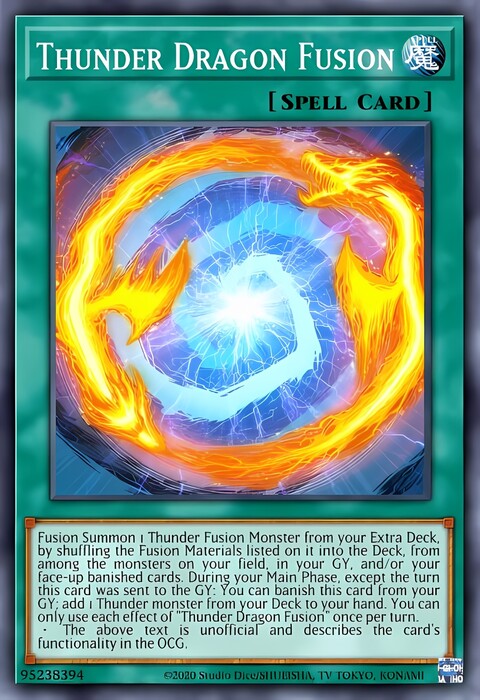 THUNDER DRAGON FUSION 魔
[SPELL CARD]
Fusion Summon 1 Thunder Fusion Monster from your Extra Deck,
by shuffling the Fusion Materials listed on it into the Deck, from
among the monsters on your field, in your GY, and/or your
face-up banished cards. During your Main Phase, except the turn
this card was sent to the GY: You can banish this card from your
GY; add 1 Thunder monster from your Deck to your hand. You can
only use each effect of "Thunder Dragon Fusion" once per turn.
· The above text is unofficial and describes the card's
functionality in the OCG.
95238394 ©2020 Studio Dice/SHUEISHA, TV TOKYO, KONAMI